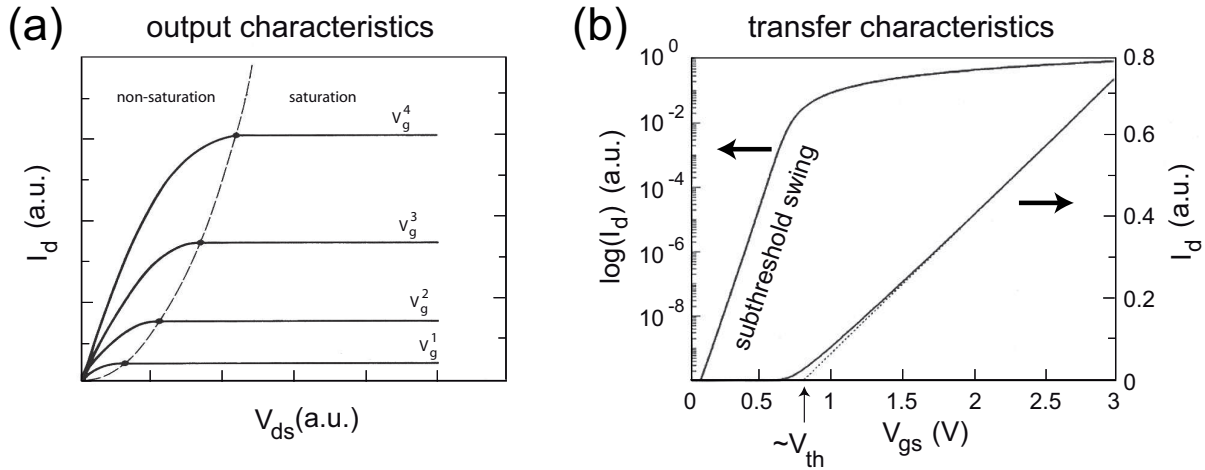 (a) output characteristics
non-saturation
saturation
V_g^4
V_g^3
V_g^2
V_g^1
I_d (a.u.)
V_ds (a.u.)
(b) transfer characteristics
10^0
10^-2
10^-4
10^-6
10^-8
log(I_d) (a.u.)
subthreshold swing
0.8
0.6
0.4
0.2
0
I_d (a.u.)
0 0.5 1 1.5 2 2.5 3
~V_th
V_gs (V)